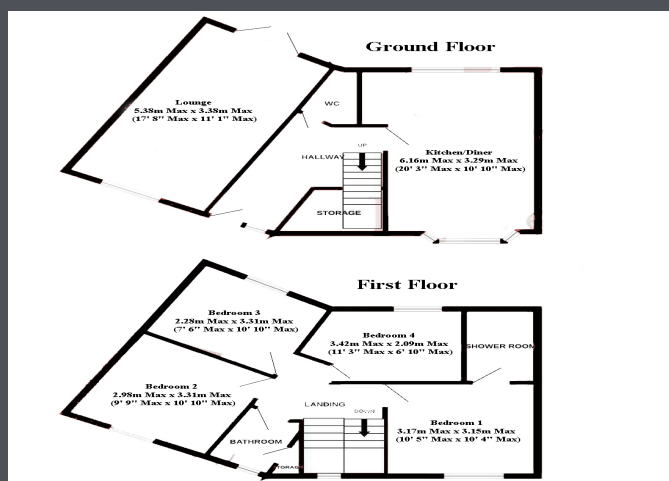 Ground Floor
Lounge
5.38m Max x 3.38m Max
(17' 8" Max x 11' 1" Max)
WC
HALLWAY
UP
Kitchen/Diner
6.16m Max x 3.29m Max
(20' 3" Max x 10' 10" Max)
STORAGE
First Floor
Bedroom 3
2.28m Max x 3.31m Max
(7' 6" Max x 10' 10" Max)
Bedroom 4
3.42m Max x 2.09m Max
(11' 3" Max x 6' 10" Max)
SHOWER ROOM
Bedroom 2
2.98m Max x 3.31m Max
(9' 9" Max x 10' 10" Max)
LANDING
DOWN
Bedroom 1
3.17m Max x 3.15m Max
(10' 5" Max x 10' 4" Max)
BATHROOM
STORAGE